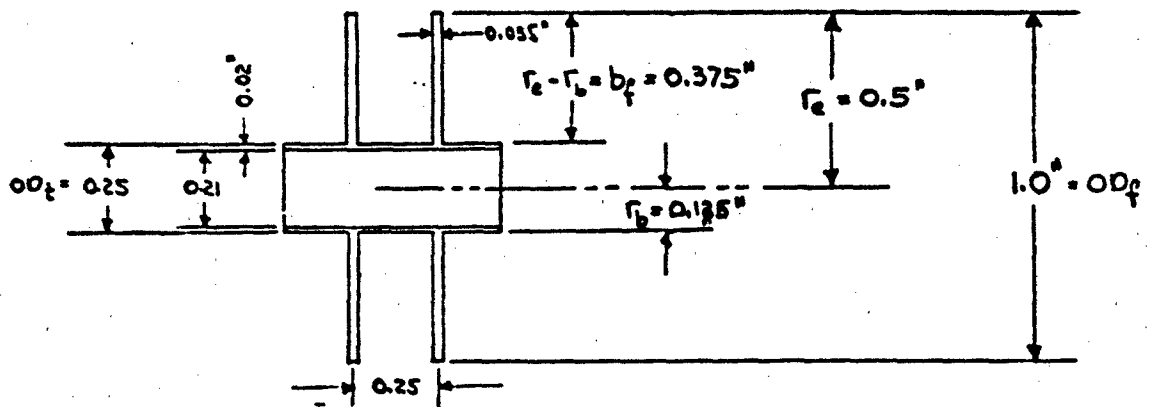 0.035"
0.02"
r_e - r_b = b_f = 0.375"
r_e = 0.5"
OD_t = 0.25
0.21
r_b = 0.125"
1.0" = OD_f
0.25